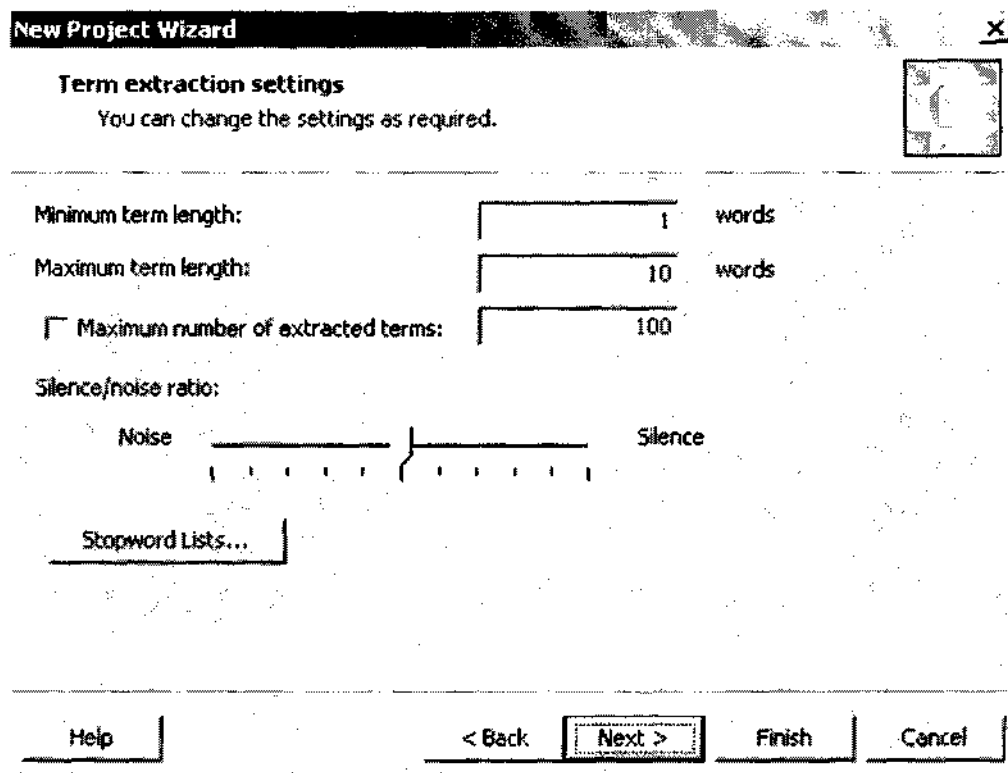 New Project Wizard
Term extraction settings
You can change the settings as required.
Minimum term length: 1 words
Maximum term length: 10 words
Maximum number of extracted terms: 100
Silence/noise ratio:
Noise Silence
Stopword Lists...
Help < Back Next > Finish Cancel